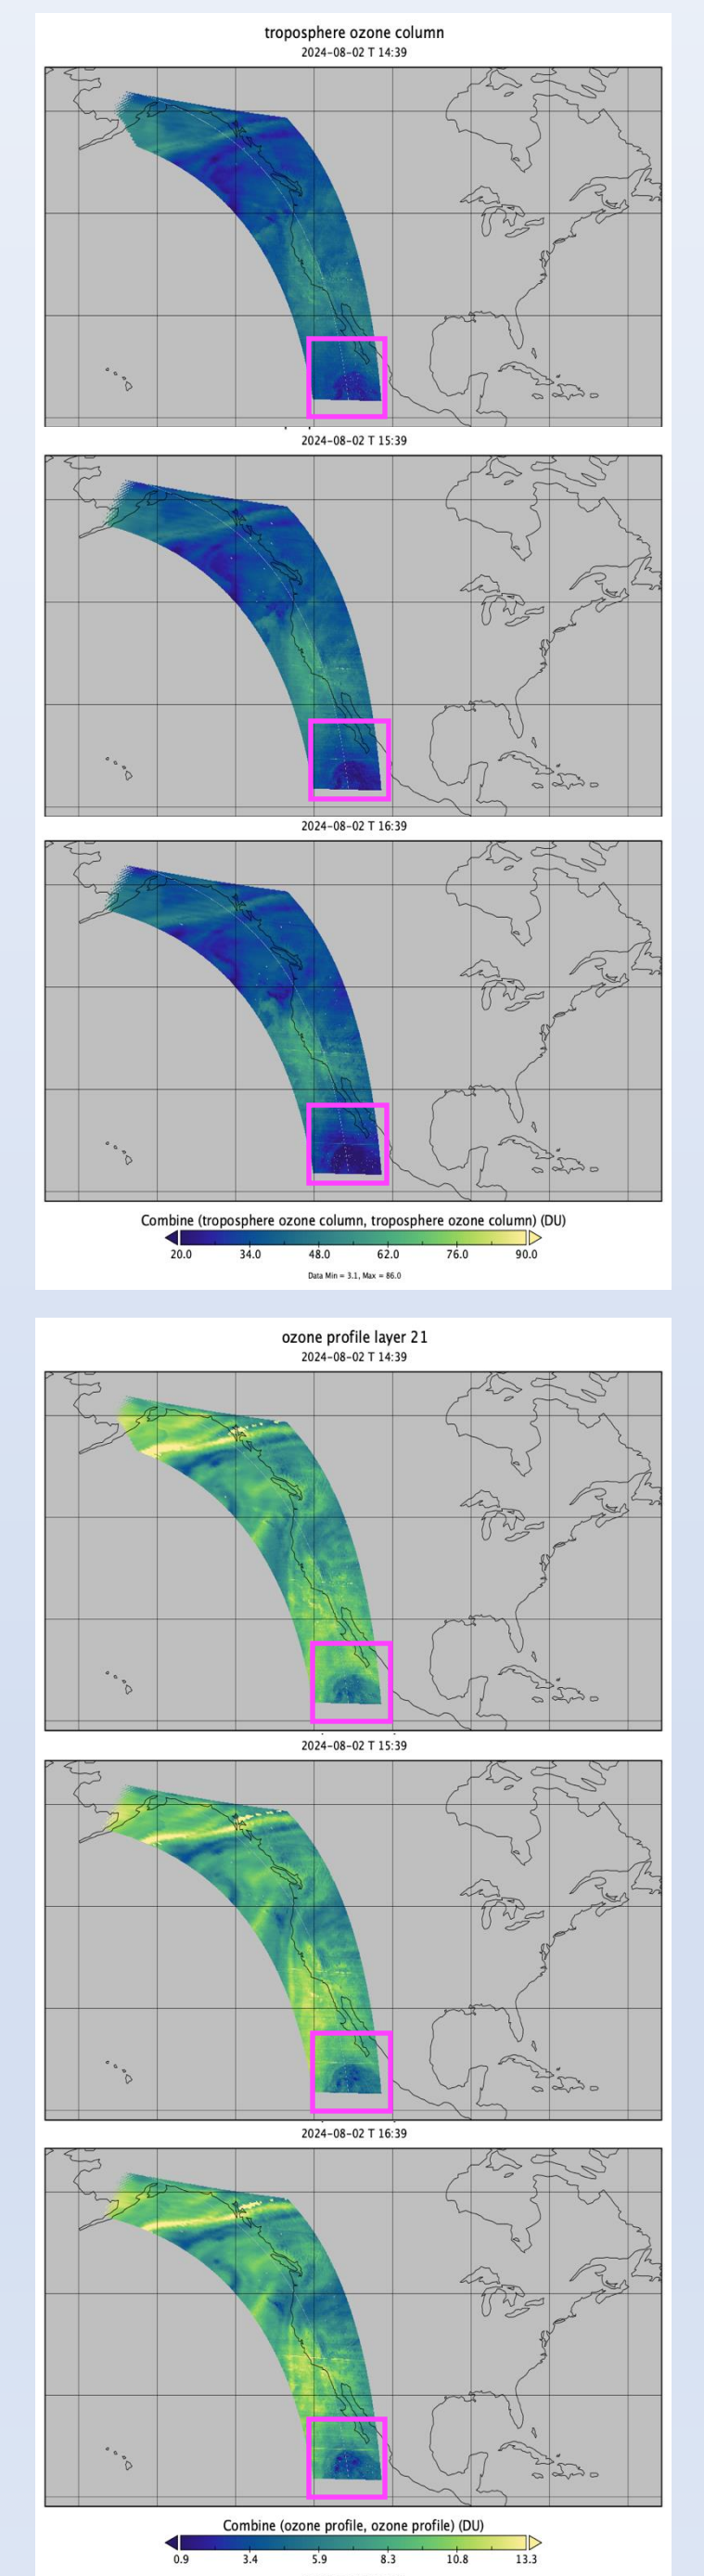 troposphere ozone column
2024-08-02 T 14:39
2024-08-02 T 15:39
2024-08-02 T 16:39
Combine (troposphere ozone column, troposphere ozone column) (DU)
20.0 34.0 48.0 62.0 76.0 90.0
Data Min = 3.1, Max = 86.0
ozone profile layer 21
2024-08-02 T 14:39
2024-08-02 T 15:39
2024-08-02 T 16:39
Combine (ozone profile, ozone profile) (DU)
0.9 3.4 5.9 8.3 10.8 13.3